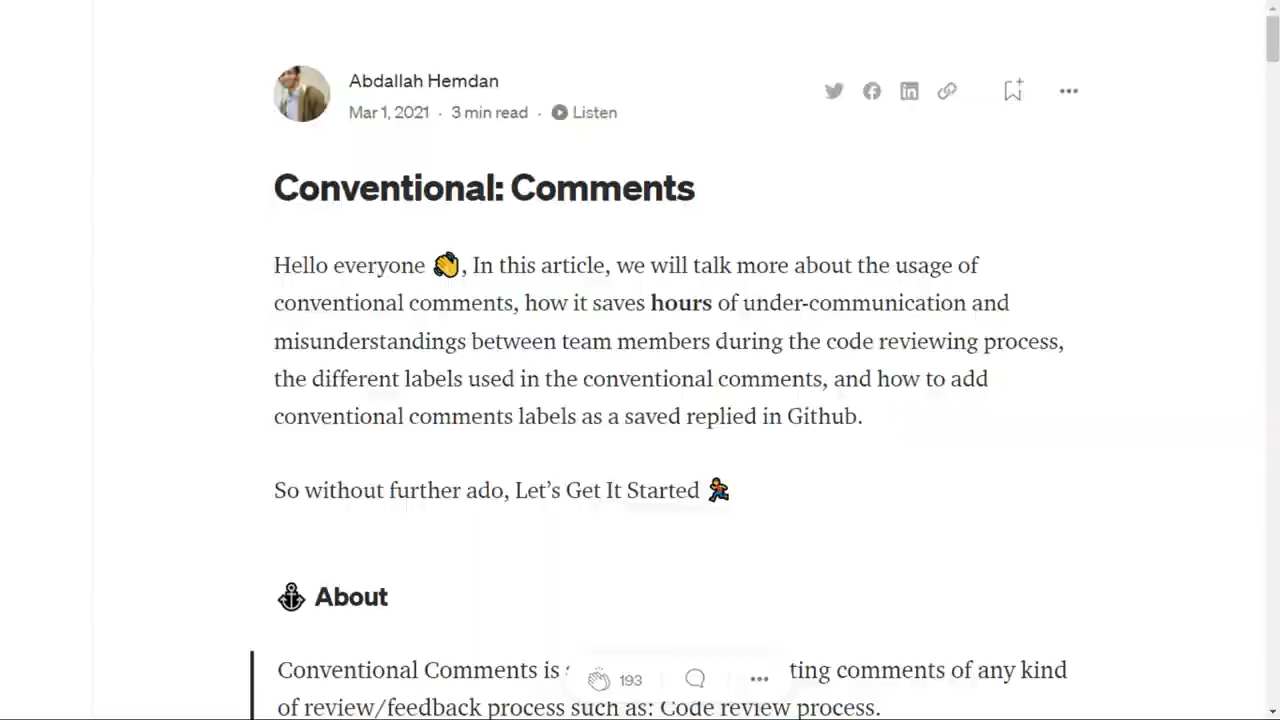 Abdallah Hemdan
Mar 1, 2021 · 3 min read · Listen
Conventional: Comments
Hello everyone 👏, In this article, we will talk more about the usage of
conventional comments, how it saves hours of under-communication and
misunderstandings between team members during the code reviewing process,
the different labels used in the conventional comments, and how to add
conventional comments labels as a saved replied in Github.
So without further ado, Let’s Get It Started 🏃
⚓ About
Conventional Comments is ting comments of any kind
of review/feedback process such as: Code review process.
193